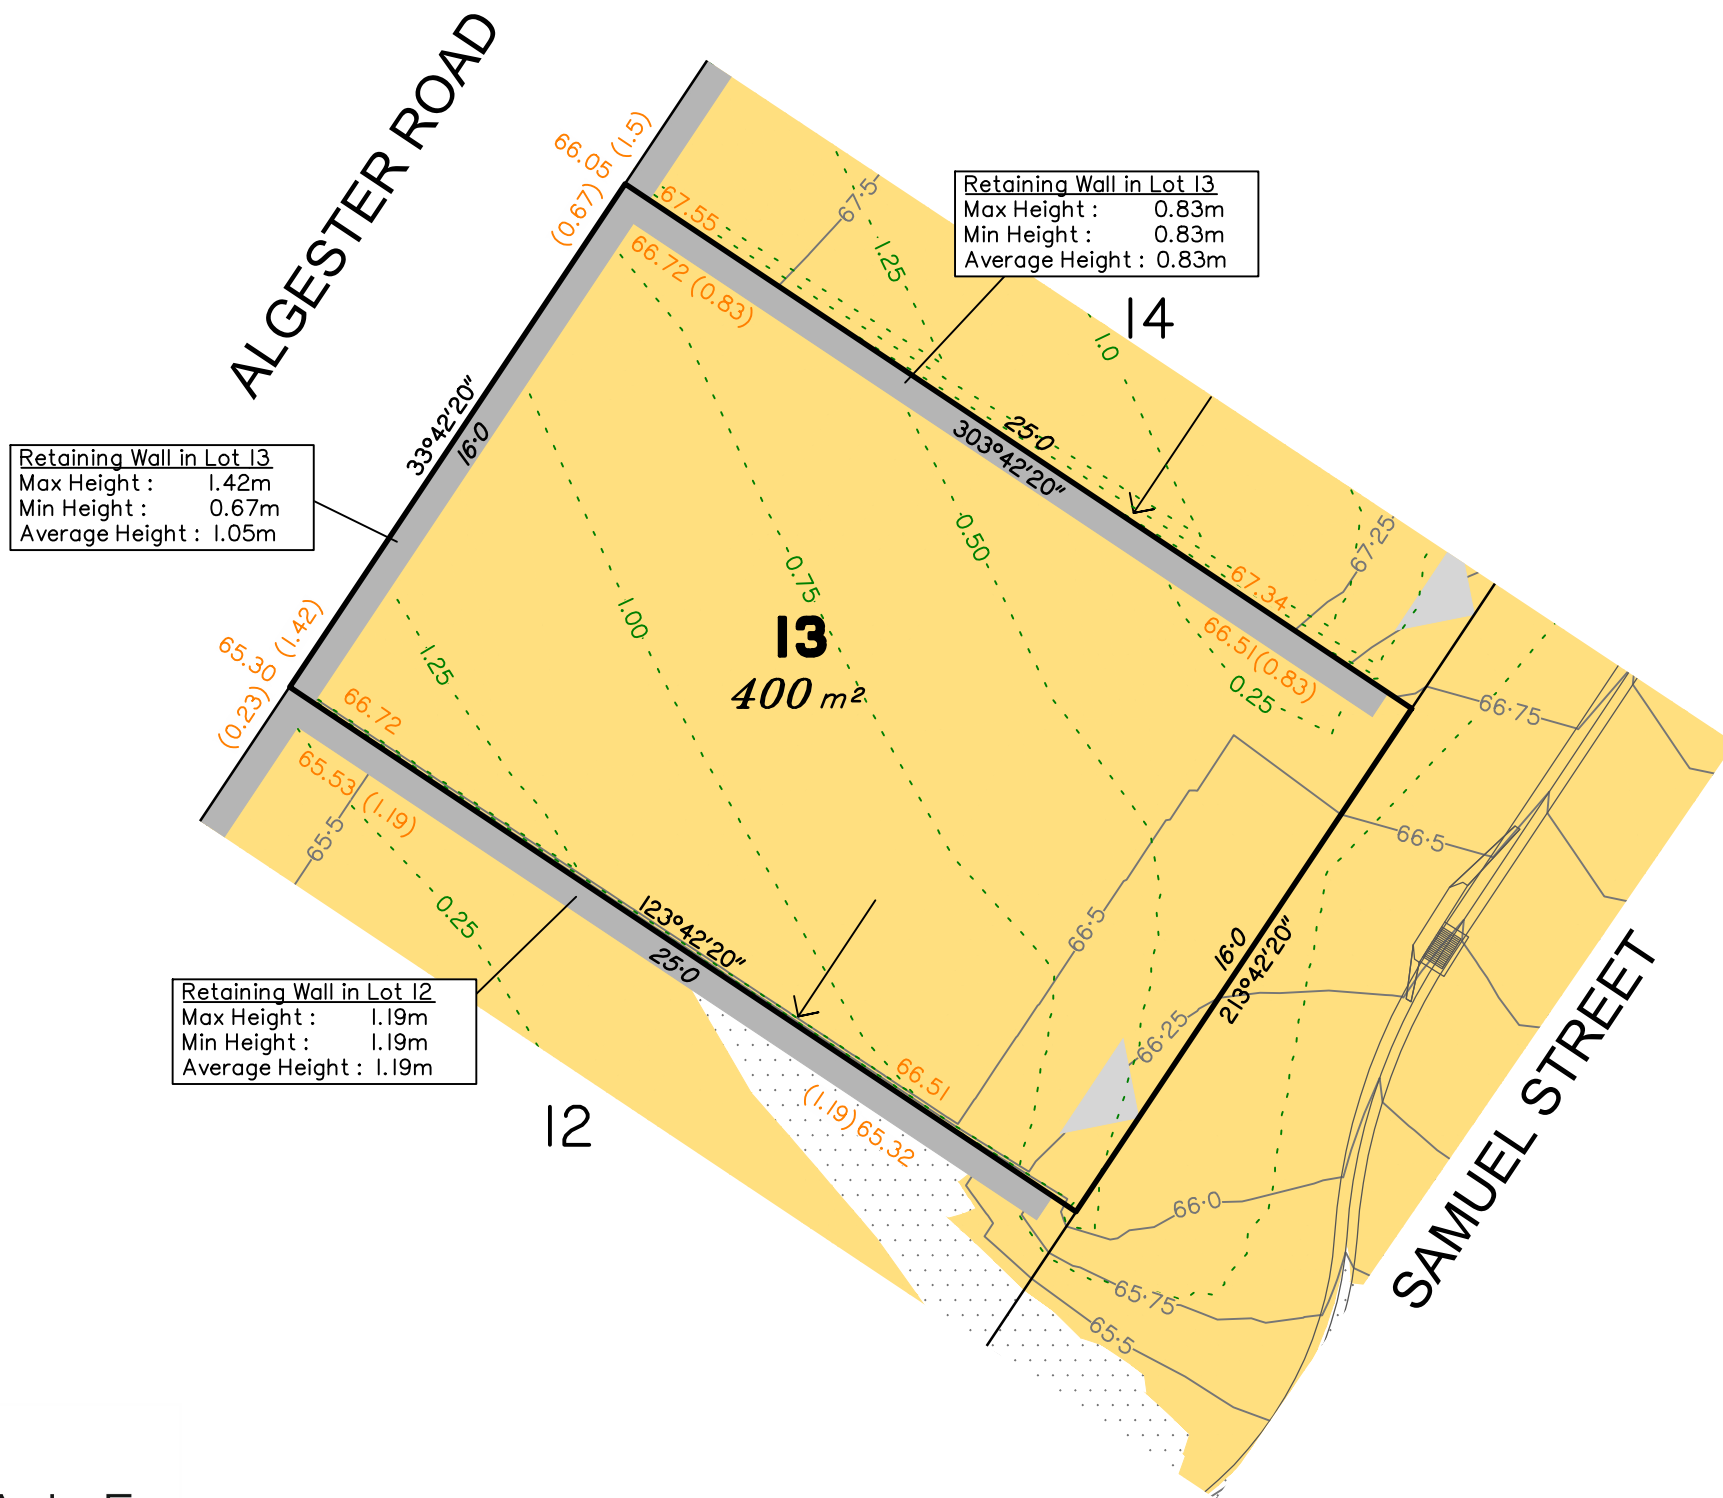 ALGESTER ROAD
66.05 (1.5)
(0.67)
67.55
66.72 (0.83)
67·5
1.25
Retaining Wall in Lot 13
Max Height : 0.83m
Min Height : 0.83m
Average Height : 0.83m
14
1.0
33°42'20"
16·0
25·0
303°42'20"
Retaining Wall in Lot 13
Max Height : 1.42m
Min Height : 0.67m
Average Height : 1.05m
67·25
67.34
66.51(0.83)
0.25
0.50
0.75
1.00
1.25
13
400 m²
65.30 (1.42)
(0.23)
66.72
65.53 (1.19)
65·5
0.25
66·75
66·5
66·5
66·25
16·0
213°42'20"
123°42'20"
25·0
Retaining Wall in Lot 12
Max Height : 1.19m
Min Height : 1.19m
Average Height : 1.19m
12
66.51
(1.19) 65.32
66·0
65·75
65·5
SAMUEL STREET